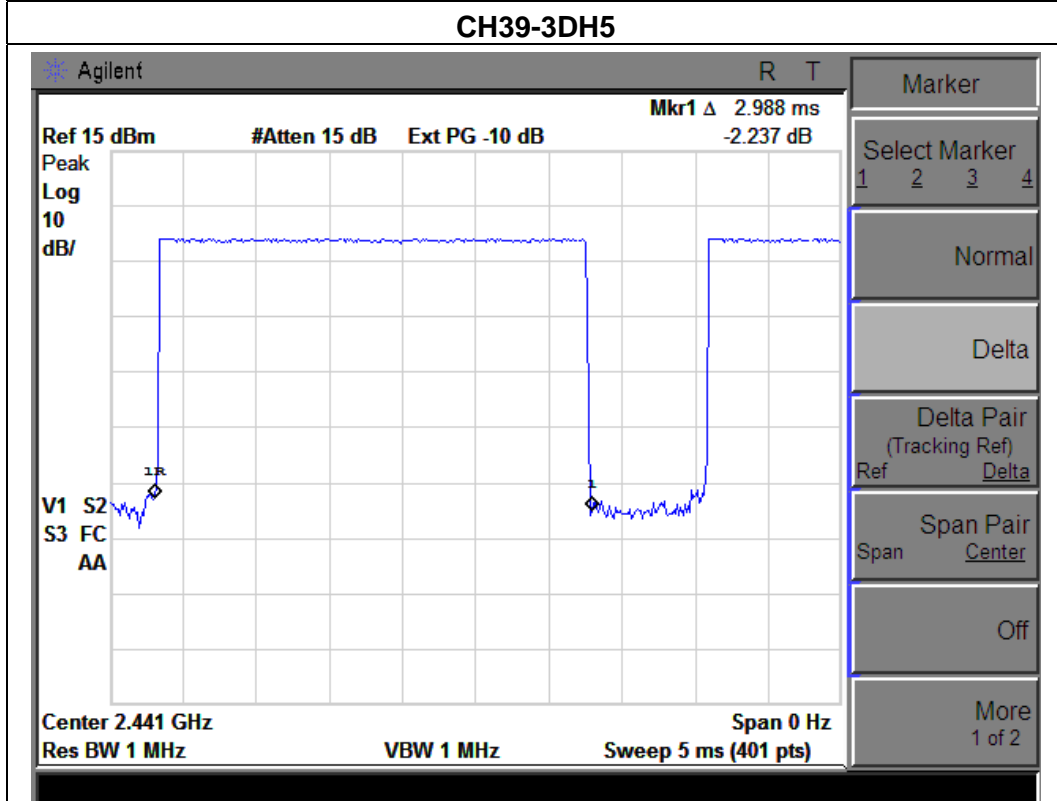 CH39-3DH5
Agilent R T
Mkr1 Δ 2.988 ms
Ref 15 dBm #Atten 15 dB Ext PG -10 dB -2.237 dB
Peak
Log
10
dB/
1R
1
V1 S2
S3 FC
AA
Center 2.441 GHz Span 0 Hz
Res BW 1 MHz VBW 1 MHz Sweep 5 ms (401 pts)
Marker
Select Marker
1 2 3 4
Normal
Delta
Delta Pair
(Tracking Ref)
Ref Delta
Span Pair
Span Center
Off
More
1 of 2